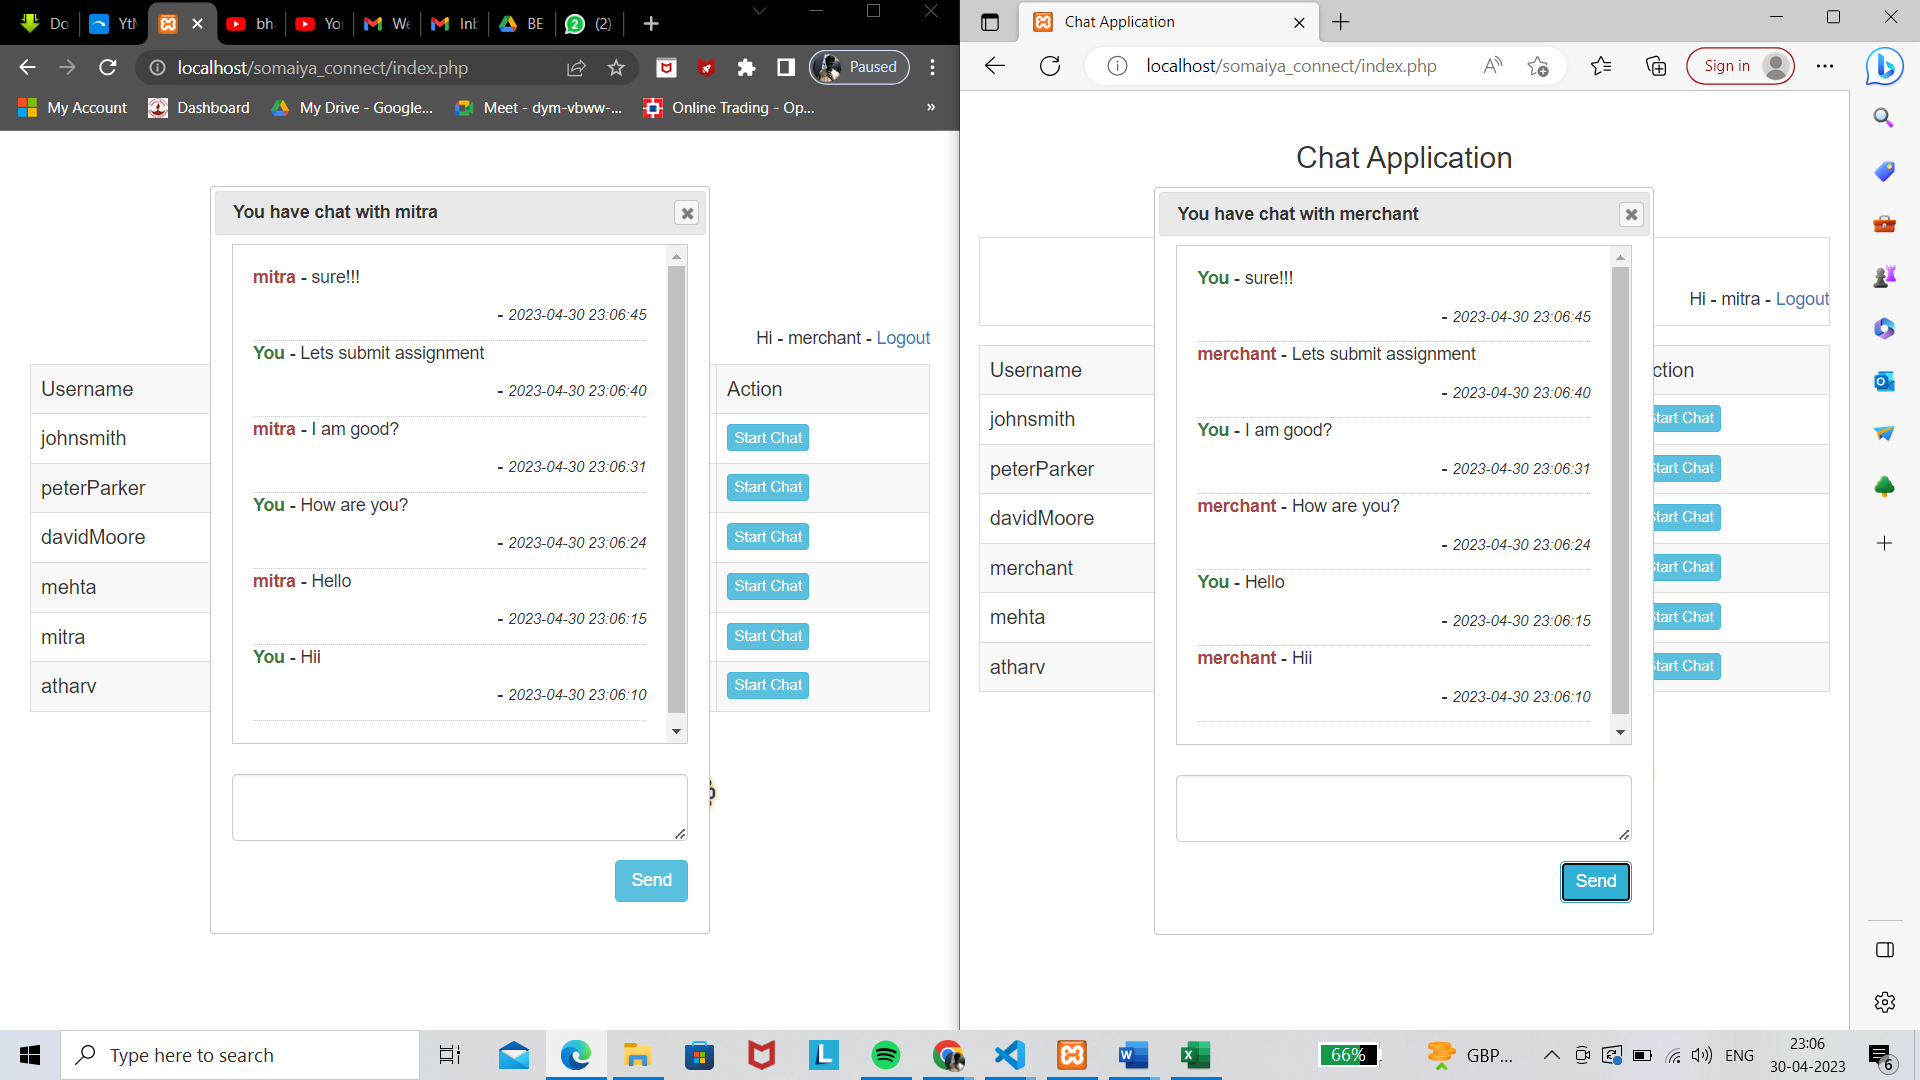 Do
YtM
bh
You
We
Inb
BE
(2)
localhost/somaiya_connect/index.php
Paused
My Account
Dashboard
My Drive - Google...
Meet - dym-vbww-...
Online Trading - Op...
»
You have chat with mitra
mitra - sure!!!
- 2023-04-30 23:06:45
You - Lets submit assignment
- 2023-04-30 23:06:40
mitra - I am good?
- 2023-04-30 23:06:31
You - How are you?
- 2023-04-30 23:06:24
mitra - Hello
- 2023-04-30 23:06:15
You - Hii
- 2023-04-30 23:06:10
Send
Hi - merchant - Logout
Username
Action
johnsmith
Start Chat
peterParker
Start Chat
davidMoore
Start Chat
mehta
Start Chat
mitra
Start Chat
atharv
Start Chat
Chat Application
localhost/somaiya_connect/index.php
Sign in
Chat Application
You have chat with merchant
You - sure!!!
- 2023-04-30 23:06:45
merchant - Lets submit assignment
- 2023-04-30 23:06:40
You - I am good?
- 2023-04-30 23:06:31
merchant - How are you?
- 2023-04-30 23:06:24
You - Hello
- 2023-04-30 23:06:15
merchant - Hii
- 2023-04-30 23:06:10
Send
Hi - mitra - Logout
Username
ction
johnsmith
Start Chat
peterParker
Start Chat
davidMoore
Start Chat
merchant
Start Chat
mehta
Start Chat
atharv
Start Chat
Type here to search
66%
GBP...
ENG
23:06
30-04-2023
6